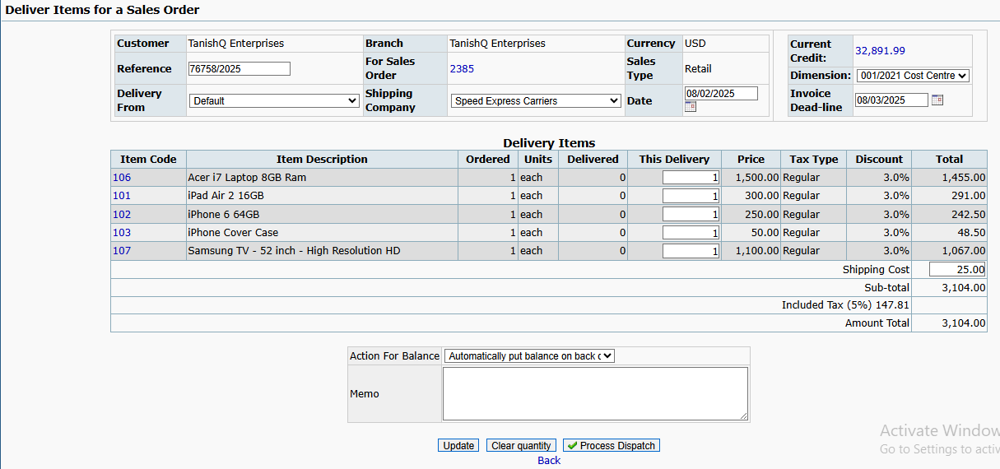 Deliver Items for a Sales Order
Customer TanishQ Enterprises Branch TanishQ Enterprises Currency USD
Reference 76758/2025 For Sales Order 2385 Sales Type Retail
Delivery From Default Shipping Company Speed Express Carriers Date 08/02/2025
Current Credit: 32,891.99
Dimension: 001/2021 Cost Centre
Invoice Dead-line 08/03/2025
Delivery Items
Item Code Item Description Ordered Units Delivered This Delivery Price Tax Type Discount Total
106 Acer i7 Laptop 8GB Ram 1 each 0 1 1,500.00 Regular 3.0% 1,455.00
101 iPad Air 2 16GB 1 each 0 1 300.00 Regular 3.0% 291.00
102 iPhone 6 64GB 1 each 0 1 250.00 Regular 3.0% 242.50
103 iPhone Cover Case 1 each 0 1 50.00 Regular 3.0% 48.50
107 Samsung TV - 52 inch - High Resolution HD 1 each 0 1 1,100.00 Regular 3.0% 1,067.00
Shipping Cost 25.00
Sub-total 3,104.00
Included Tax (5%) 147.81
Amount Total 3,104.00
Action For Balance Automatically put balance on back
Memo
Update Clear quantity Process Dispatch
Back
Activate Window
Go to Settings to activ